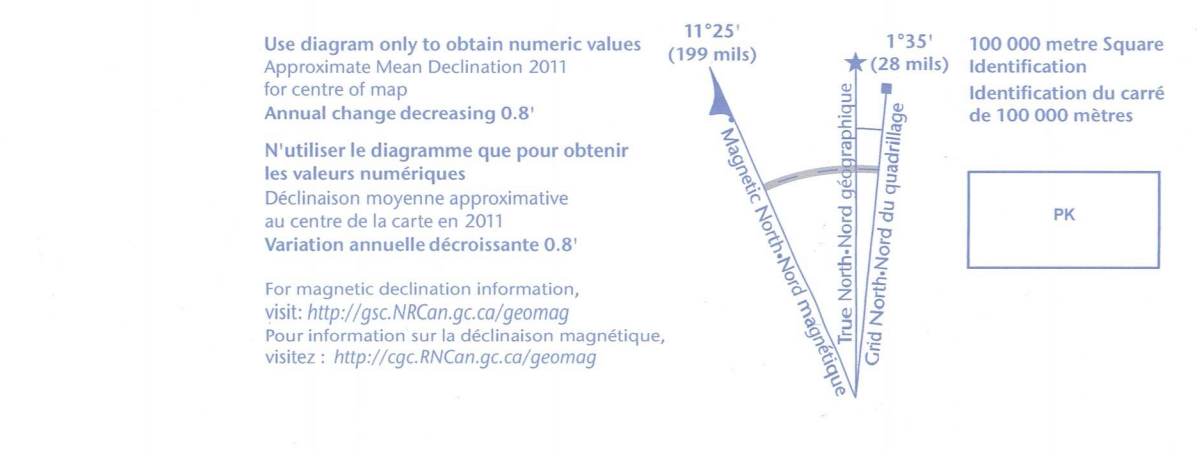 Use diagram only to obtain numeric values
Approximate Mean Declination 2011
for centre of map
Annual change decreasing 0.8'
N'utiliser le diagramme que pour obtenir
les valeurs numériques
Déclinaison moyenne approximative
au centre de la carte en 2011
Variation annuelle décroissante 0.8'
For magnetic declination information,
visit: http://gsc.NRCan.gc.ca/geomag
Pour information sur la déclinaison magnétique,
visitez : http://cgc.RNCan.gc.ca/geomag
11°25'
(199 mils)
Magnetic North•Nord magnétique
True North•Nord géographique
1°35'
(28 mils)
Grid North•Nord du quadrillage
100 000 metre Square
Identification
Identification du carré
de 100 000 mètres
PK